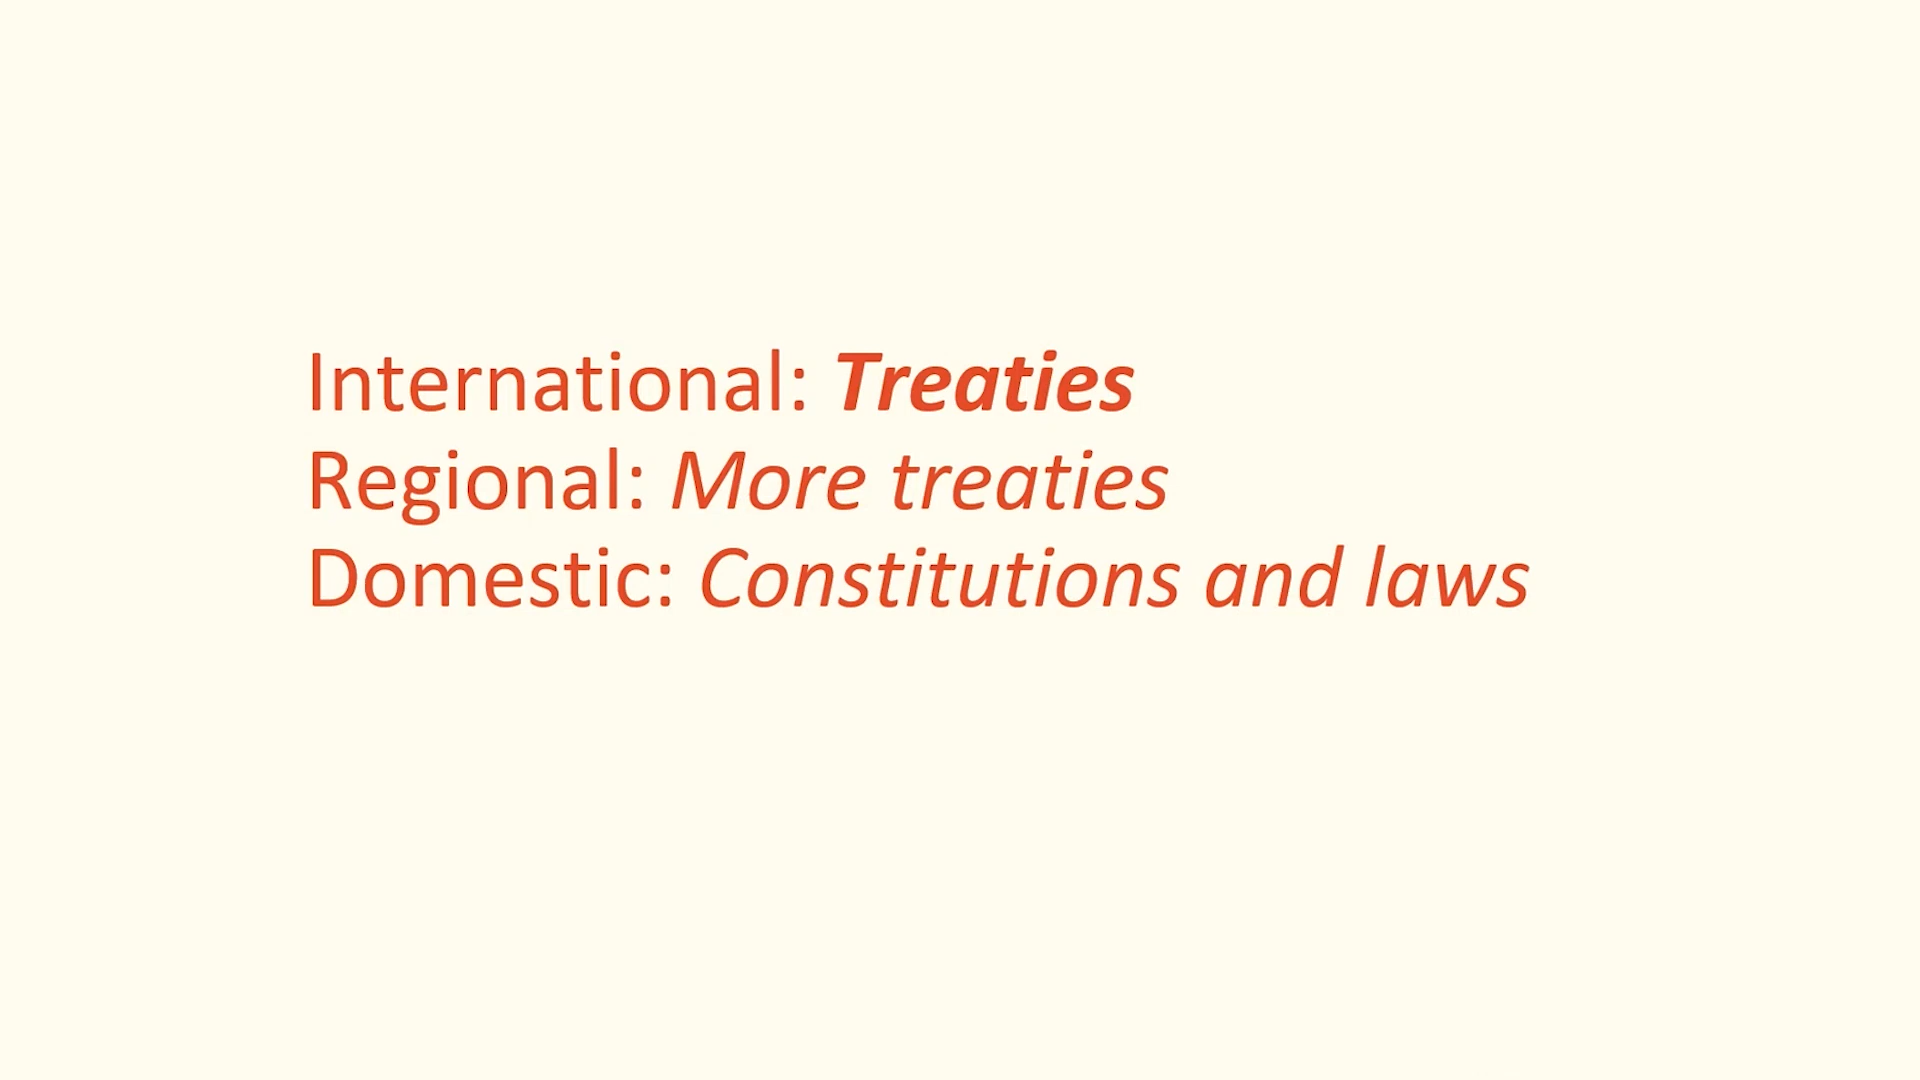 International: Treaties
Regional: More treaties
Domestic: Constitutions and laws